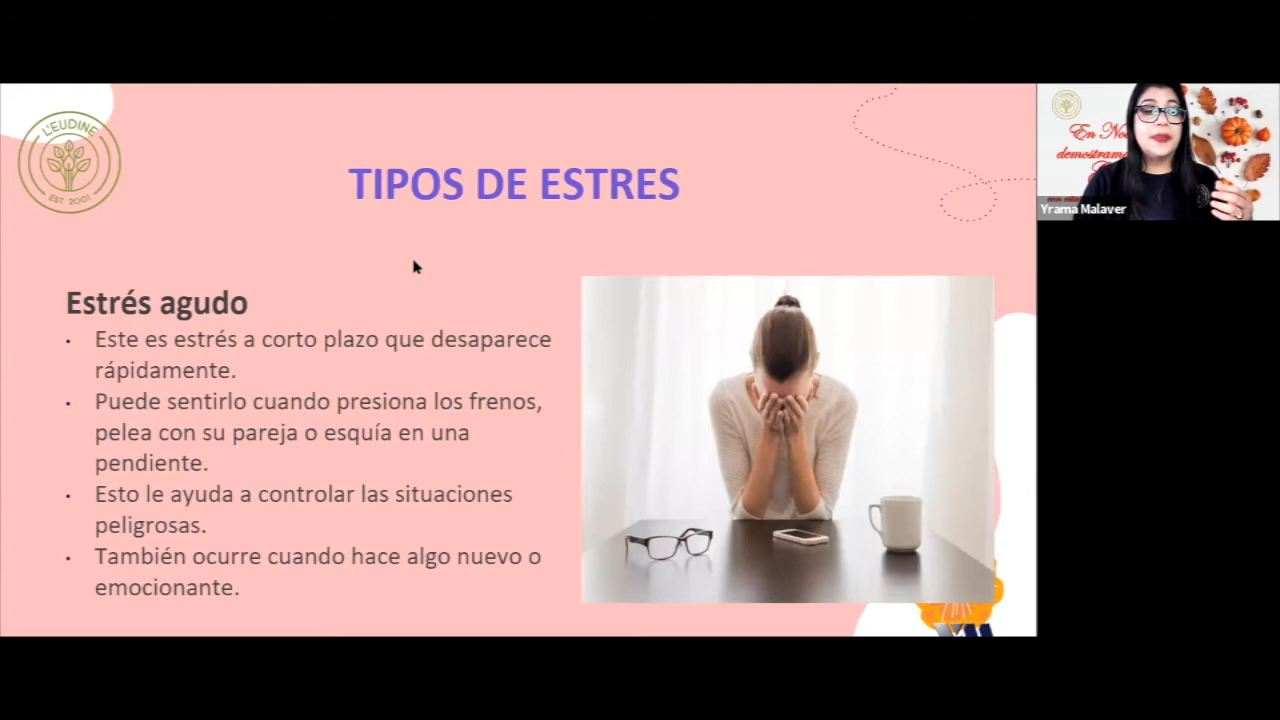 L'EUDINE
EST. 2001
TIPOS DE ESTRES
Estrés agudo
• Este es estrés a corto plazo que desaparece
rápidamente.
• Puede sentirlo cuando presiona los frenos,
pelea con su pareja o esquía en una
pendiente.
• Esto le ayuda a controlar las situaciones
peligrosas.
• También ocurre cuando hace algo nuevo o
emocionante.
En
Yrama Malaver